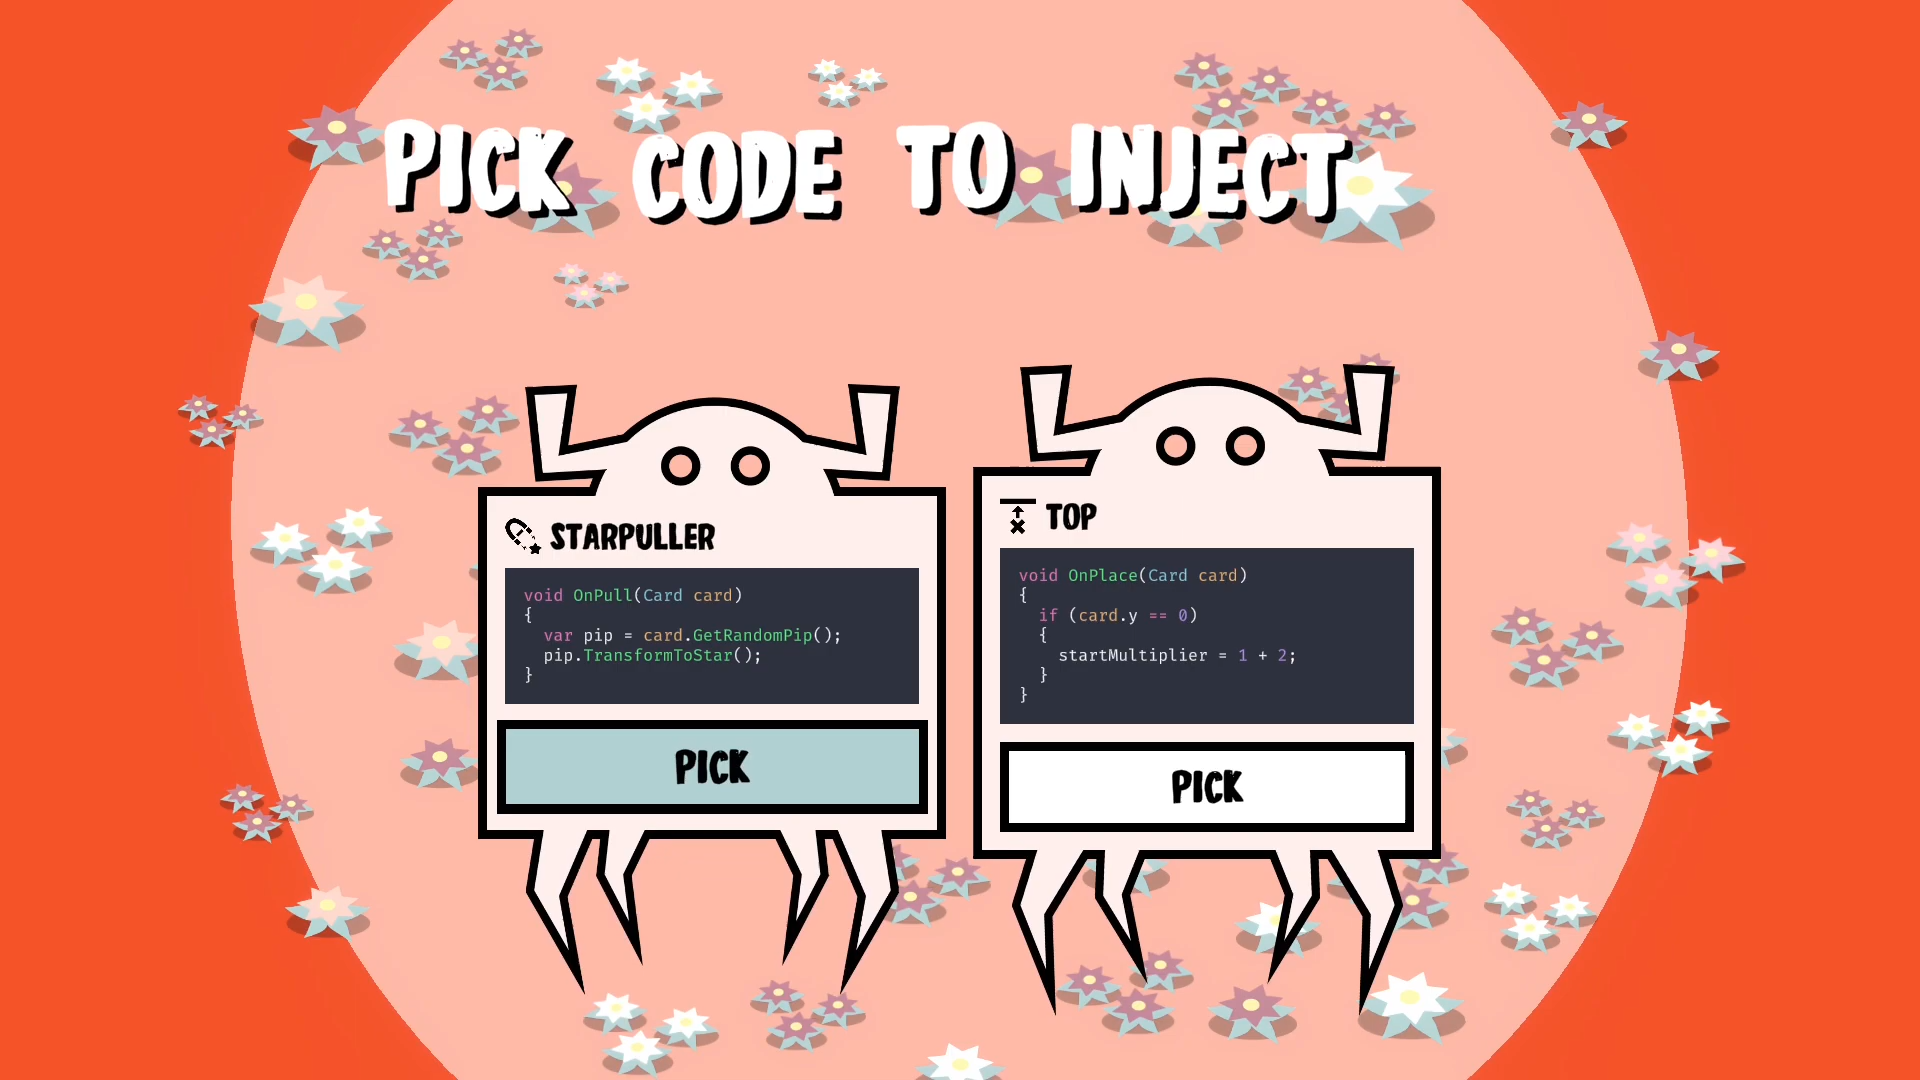 PICK CODE TO INJECT
STARPULLER
void OnPull(Card card)
{
  var pip = card.GetRandomPip();
  pip.TransformToStar();
}
PICK
TOP
void OnPlace(Card card)
{
  if (card.y == 0)
  {
    startMultiplier = 1 + 2;
  }
}
PICK